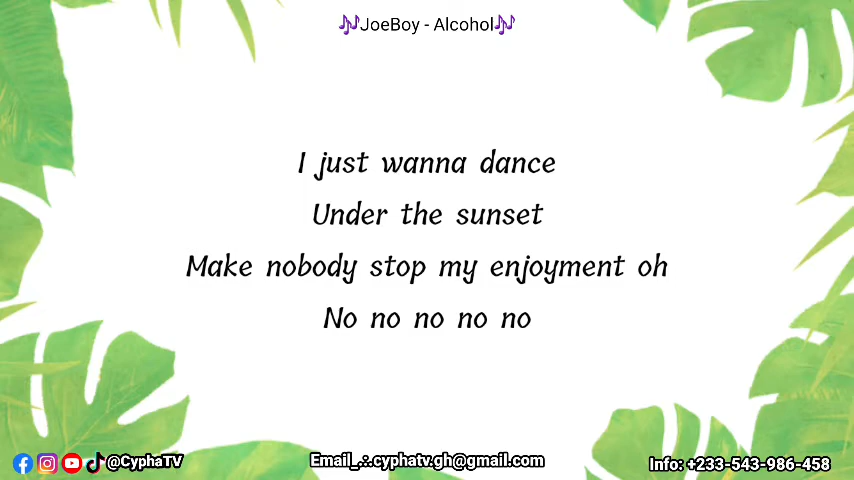 🎶JoeBoy - Alcohol🎶
I just wanna dance
Under the sunset
Make nobody stop my enjoyment oh
No no no no no
@CyphaTV
Email_.:.cyphatv.gh@gmail.com
Info: +233-543-986-458